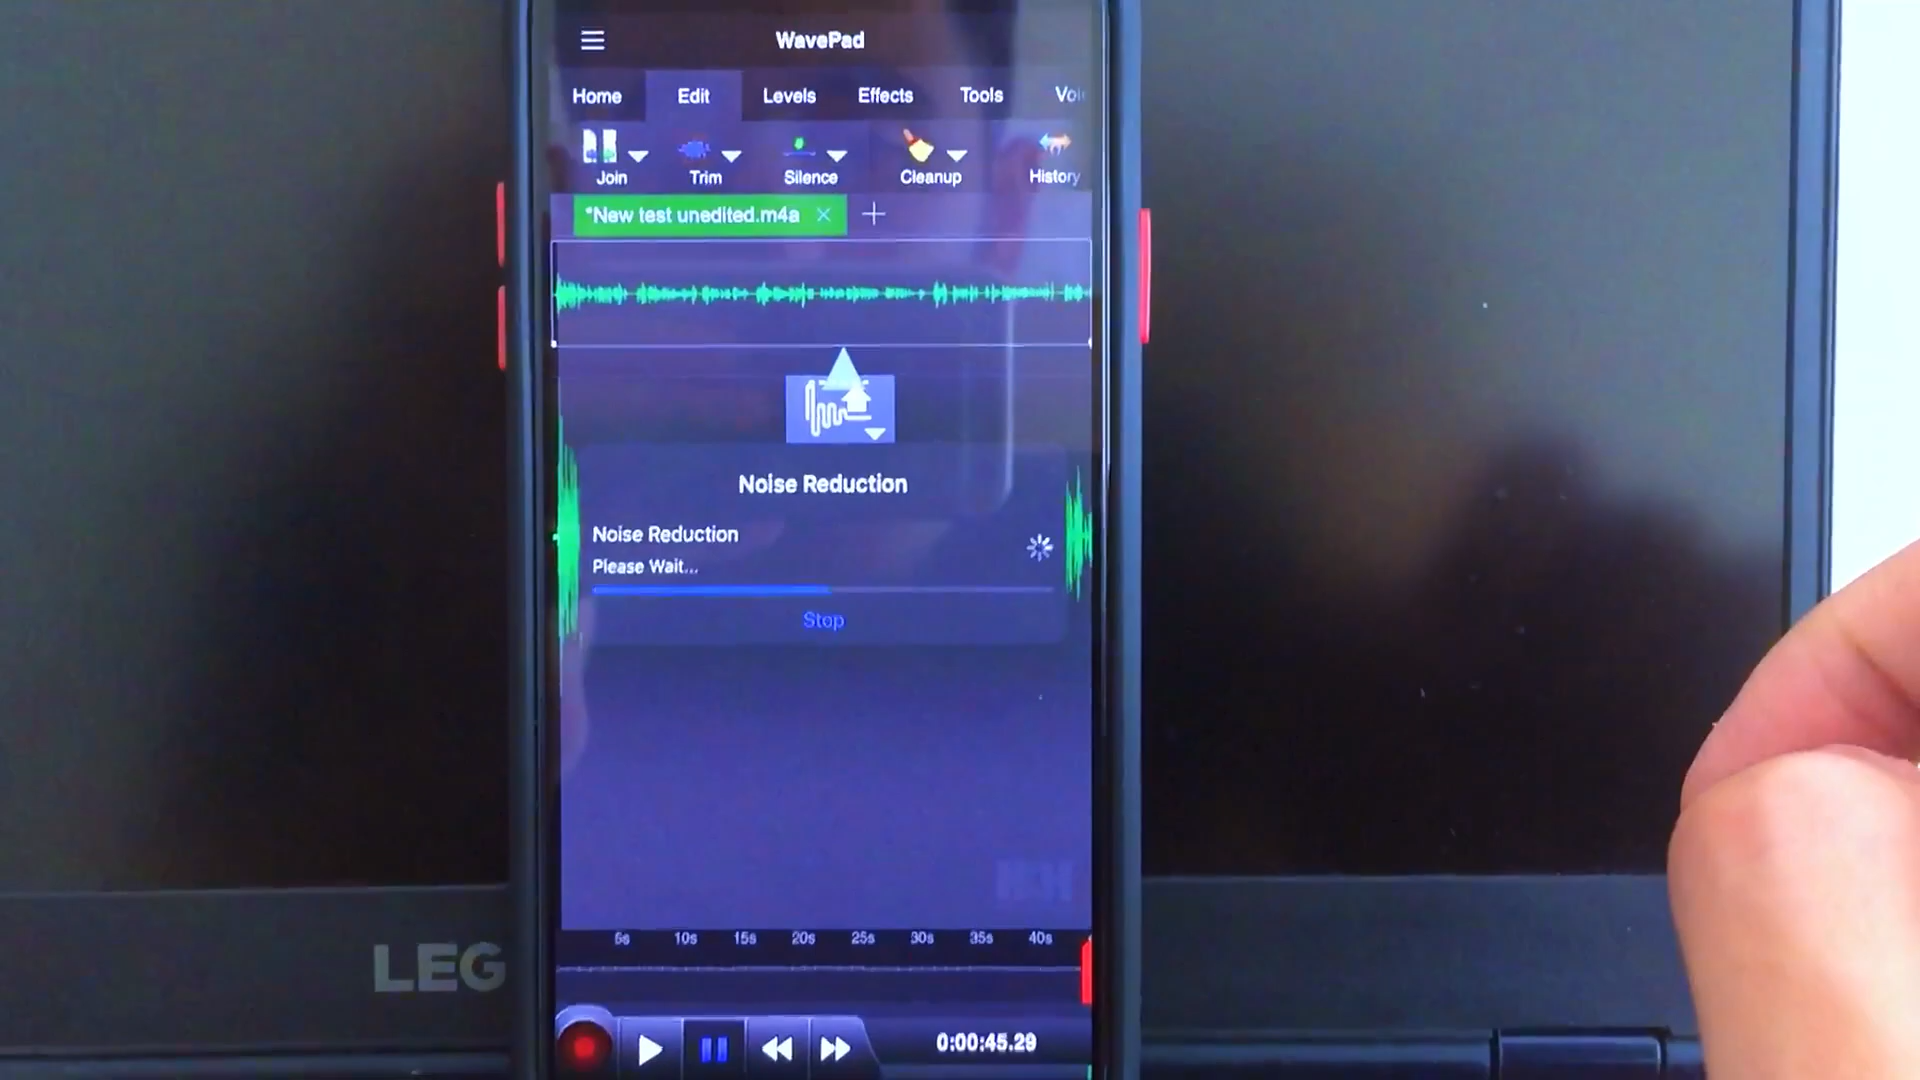 WavePad
Home Edit Levels Effects Tools
Join Trim Silence Cleanup History
*New test unedited.m4a
Noise Reduction
Noise Reduction
Please Wait...
Stop
5s 10s 15s 20s 25s 30s 35s 40s
LEG
0:00:45.29